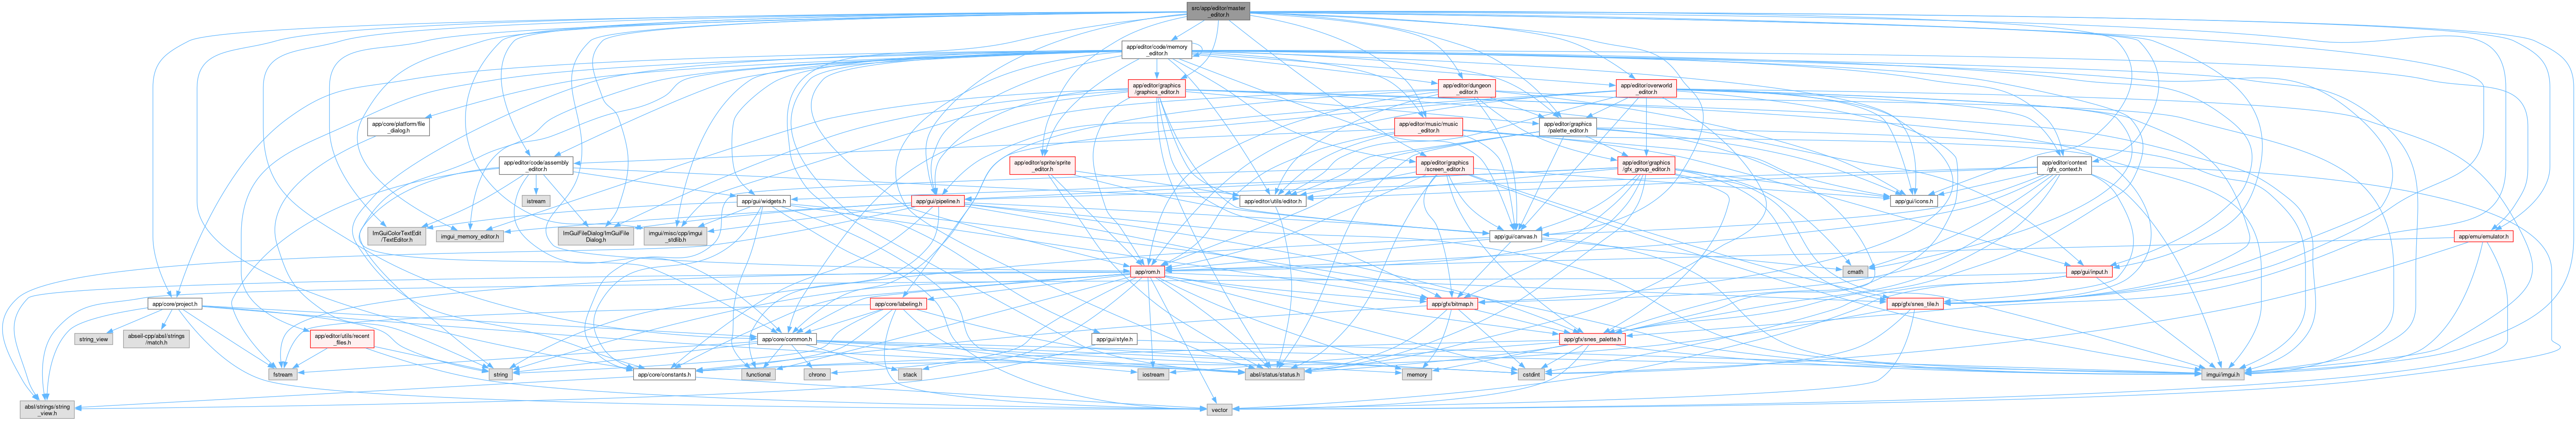 src/app/editor/master
_editor.h
app/editor/code/memory
_editor.h
app/editor/graphics
/graphics_editor.h
app/editor/dungeon
_editor.h
app/editor/overworld
_editor.h
app/core/platform/file
_dialog.h
app/editor/music/music
_editor.h
app/editor/graphics
/palette_editor.h
app/editor/code/assembly
_editor.h
app/editor/sprite/sprite
_editor.h
app/editor/graphics
/screen_editor.h
app/editor/graphics
/gfx_group_editor.h
app/editor/context
/gfx_context.h
istream
app/gui/widgets.h
app/gui/pipeline.h
app/editor/utils/editor.h
app/gui/icons.h
ImGuiColorTextEdit
/TextEditor.h
imgui_memory_editor.h
ImGuiFileDialog/ImGuiFile
Dialog.h
imgui/misc/cpp/imgui
_stdlib.h
app/gui/canvas.h
app/emu/emulator.h
app/rom.h
cmath
app/gui/input.h
app/core/project.h
app/core/labeling.h
app/gfx/bitmap.h
app/gfx/snes_tile.h
string_view
abseil-cpp/absl/strings
/match.h
app/editor/utils/recent
_files.h
app/core/common.h
app/gui/style.h
app/gfx/snes_palette.h
fstream
string
app/core/constants.h
functional
chrono
stack
iostream
absl/status/status.h
memory
cstdint
imgui/imgui.h
absl/strings/string
_view.h
vector